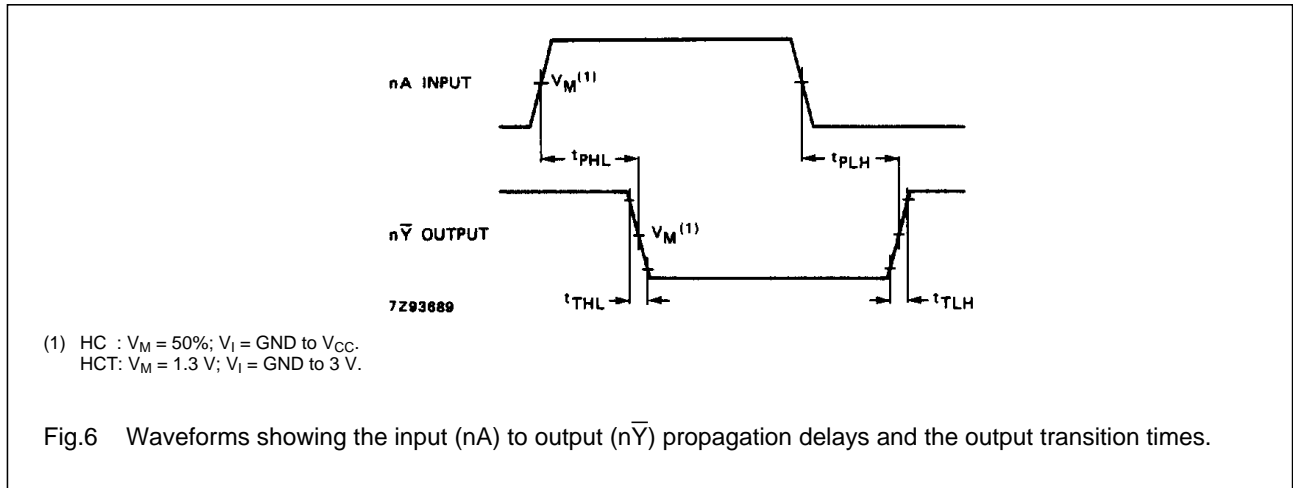 nA INPUT
VM(1)
tPHL
tPLH
nY̅ OUTPUT
VM(1)
tTHL
tTLH
7Z93689
(1) HC : VM = 50%; VI = GND to VCC.
HCT: VM = 1.3 V; VI = GND to 3 V.
Fig.6 Waveforms showing the input (nA) to output (nY̅) propagation delays and the output transition times.